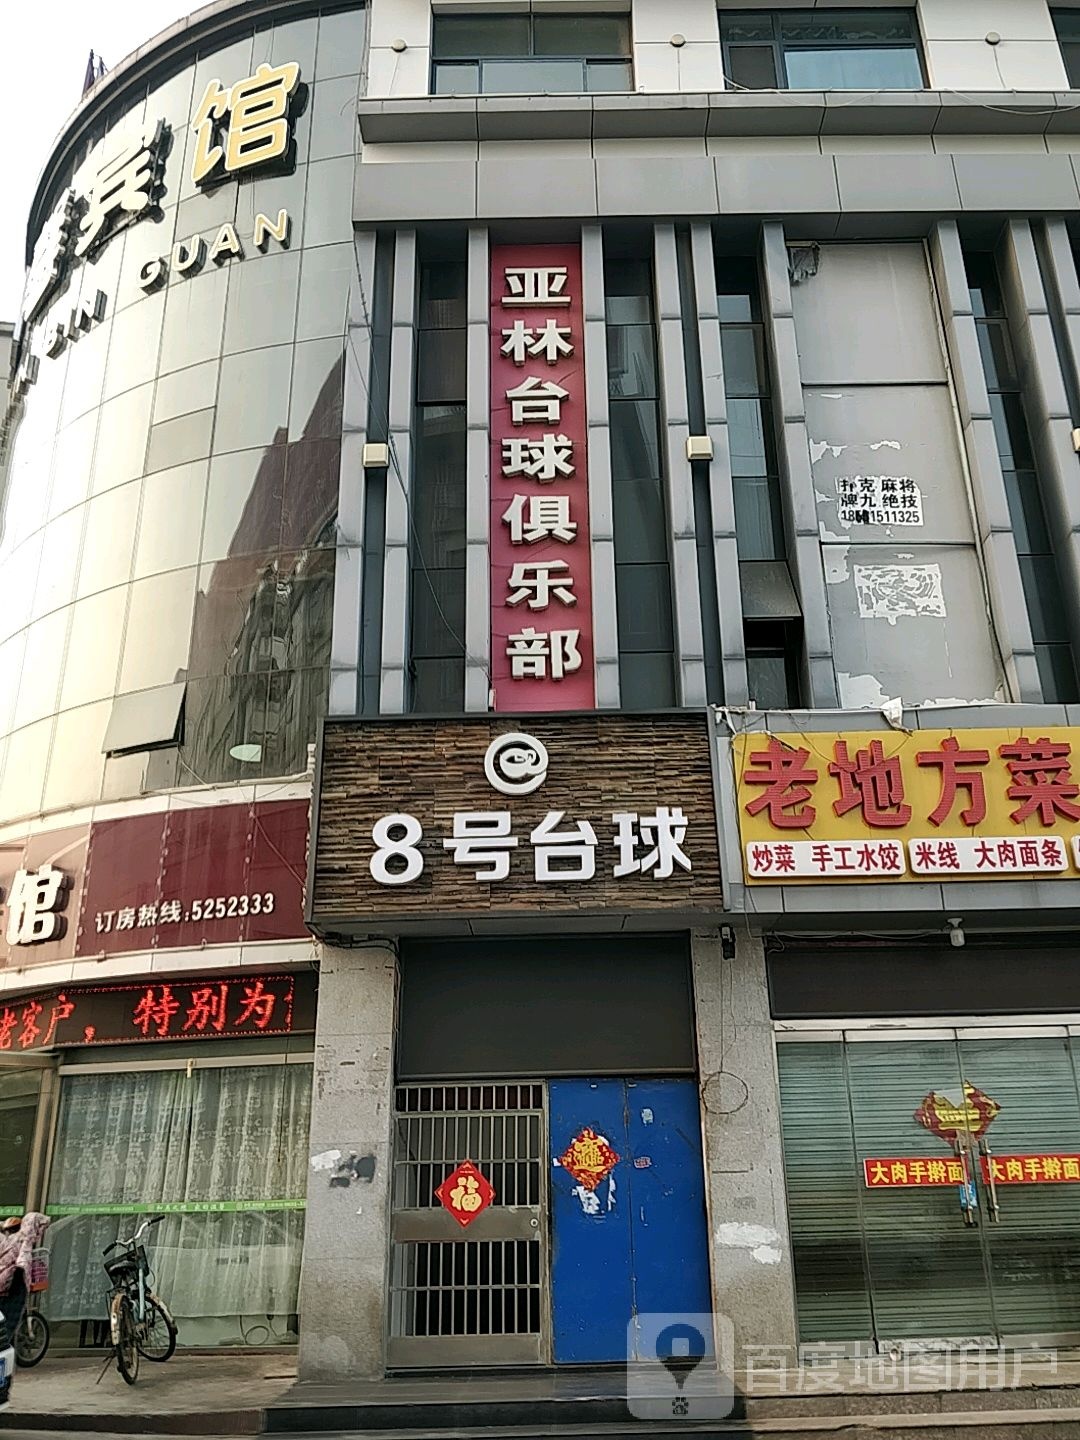 宾馆
BIN GUAN
亚林台球俱乐部
扑克麻将
牌九绝技
8号台球
老地方菜
炒菜 手工水饺 米线 大肉面条
馆
订房热线:5252333
老客户，特别为
福
大肉手擀面 大肉手擀面
百度地图用户